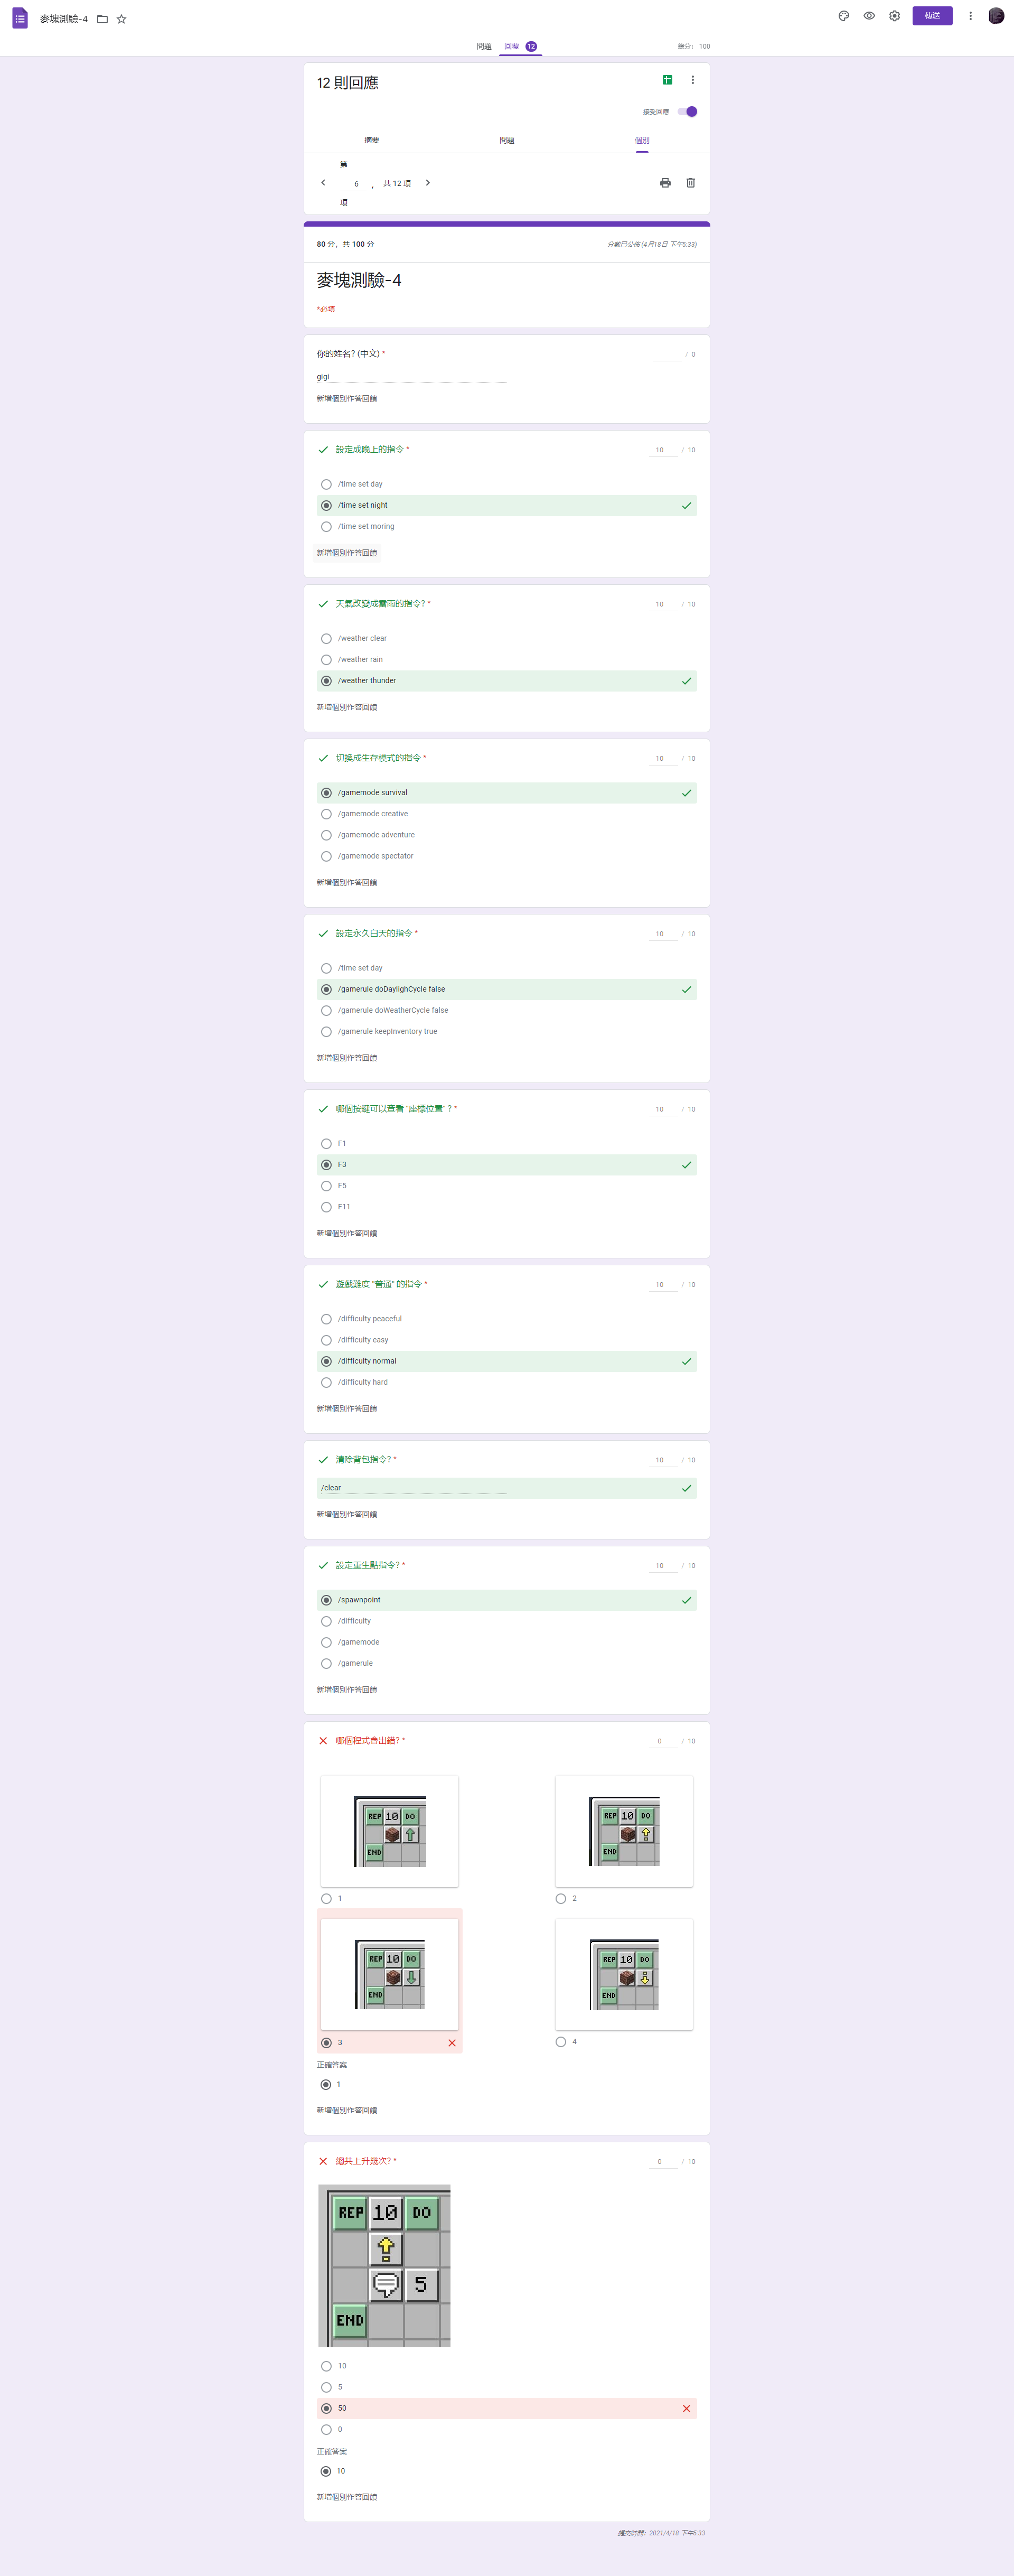 麥塊測驗-4
傳送
問題
回覆 12
總分： 100
12 則回應
接受回應
摘要
問題
個別
第
6 ， 共 12 項
項
80 分，共 100 分
分數已公佈 (4月18日 下午5:33)
麥塊測驗-4
*必填
你的姓名? (中文) *
/ 0
gigi
新增個別作答回饋
設定成晚上的指令 *
10 / 10
/time set day
/time set night
/time set moring
新增個別作答回饋
天氣改變成雷雨的指令? *
10 / 10
/weather clear
/weather rain
/weather thunder
新增個別作答回饋
切換成生存模式的指令 *
10 / 10
/gamemode survival
/gamemode creative
/gamemode adventure
/gamemode spectator
新增個別作答回饋
設定永久白天的指令 *
10 / 10
/time set day
/gamerule doDaylighCycle false
/gamerule doWeatherCycle false
/gamerule keepInventory true
新增個別作答回饋
哪個按鍵可以查看 "座標位置" ? *
10 / 10
F1
F3
F5
F11
新增個別作答回饋
遊戲難度 "普通" 的指令 *
10 / 10
/difficulty peaceful
/difficulty easy
/difficulty normal
/difficulty hard
新增個別作答回饋
清除背包指令? *
10 / 10
/clear
新增個別作答回饋
設定重生點指令? *
10 / 10
/spawnpoint
/difficulty
/gamemode
/gamerule
新增個別作答回饋
哪個程式會出錯? *
0 / 10
REP 10 DO
END
1
REP 10 DO
END
2
REP 10 DO
END
3
REP 10 DO
END
4
正確答案
1
新增個別作答回饋
總共上升幾次? *
0 / 10
REP 10 DO
5
END
10
5
50
0
正確答案
10
新增個別作答回饋
提交時間：2021/4/18 下午5:33